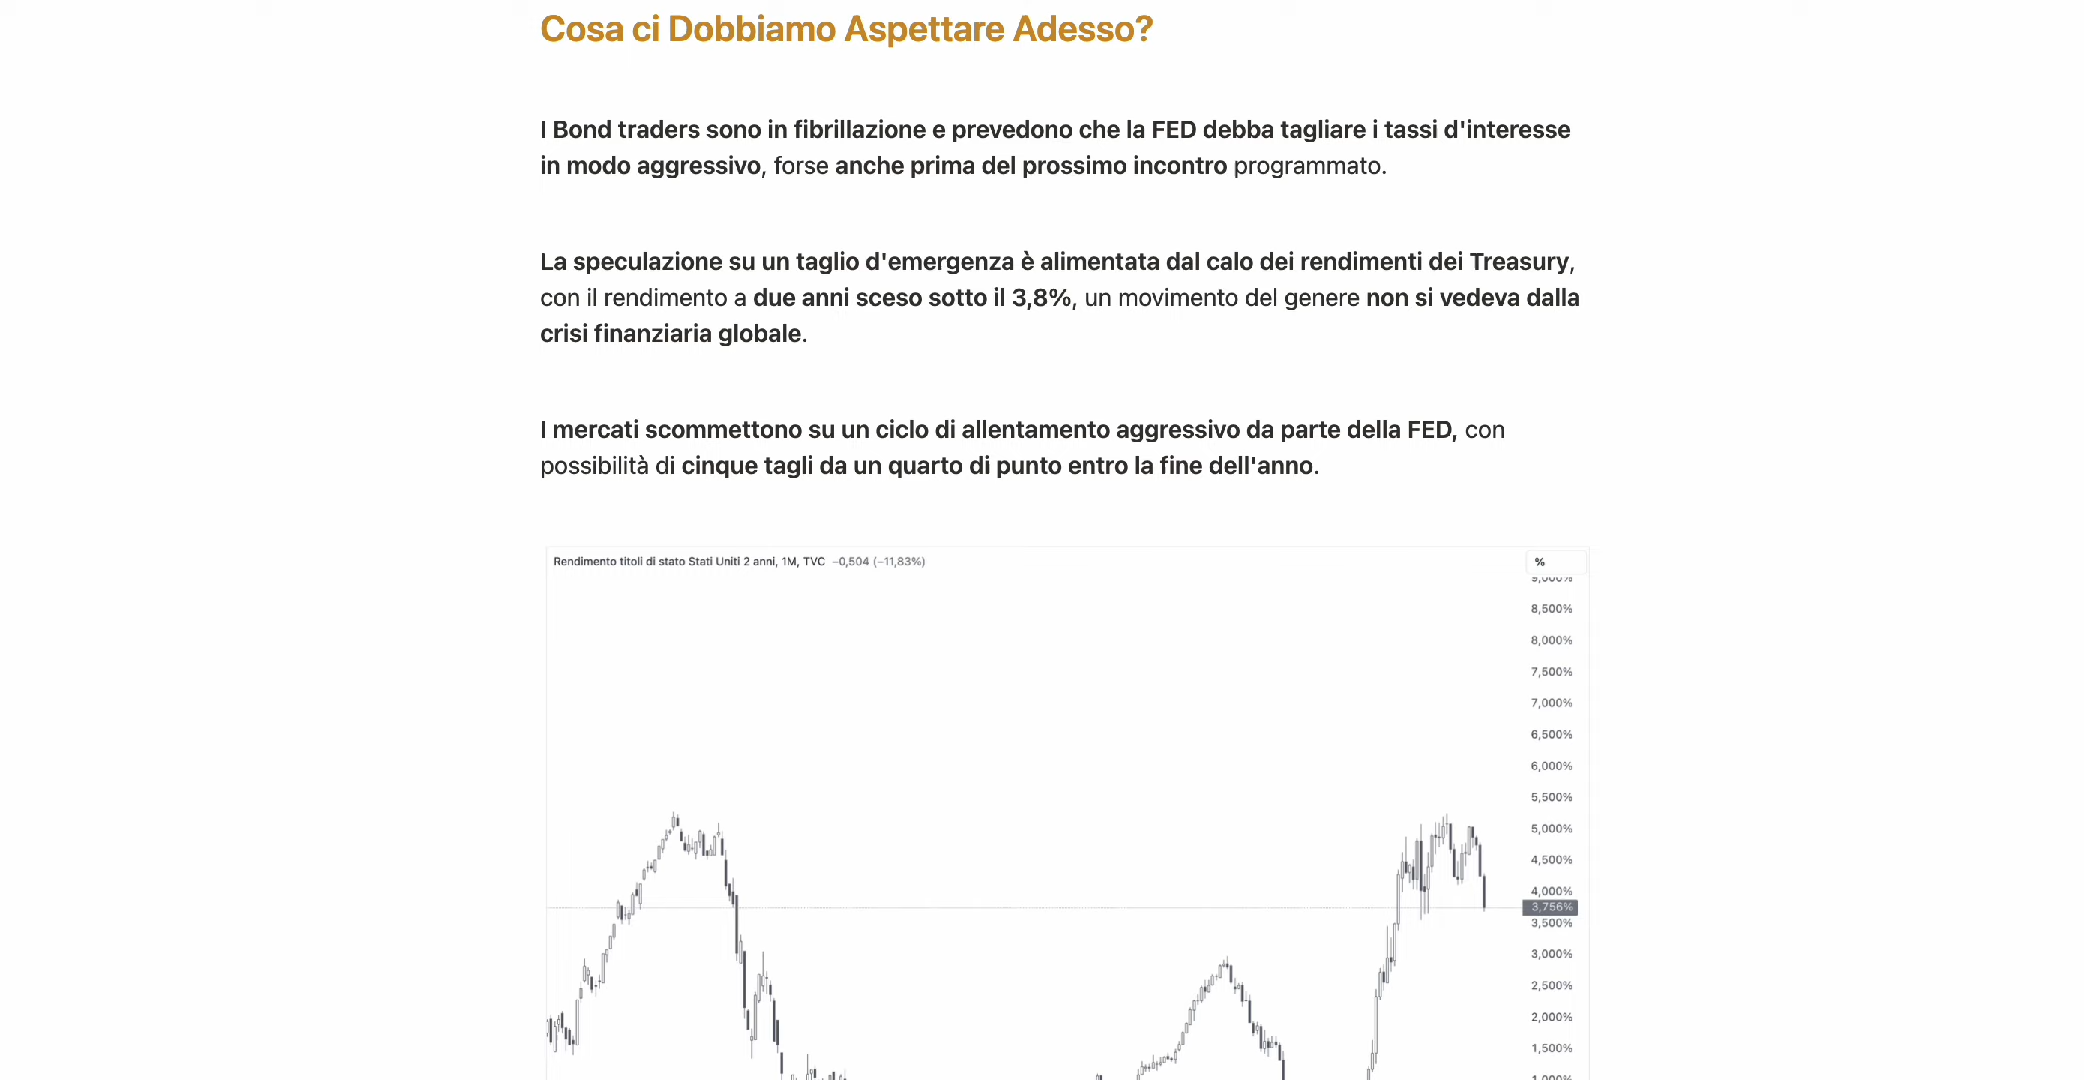 Cosa ci Dobbiamo Aspettare Adesso?
I Bond traders sono in fibrillazione e prevedono che la FED debba tagliare i tassi d'interesse
in modo aggressivo, forse anche prima del prossimo incontro programmato.
La speculazione su un taglio d'emergenza è alimentata dal calo dei rendimenti dei Treasury,
con il rendimento a due anni sceso sotto il 3,8%, un movimento del genere non si vedeva dalla
crisi finanziaria globale.
I mercati scommettono su un ciclo di allentamento aggressivo da parte della FED, con
possibilità di cinque tagli da un quarto di punto entro la fine dell'anno.
Rendimento titoli di stato Stati Uniti 2 anni, 1M, TVC −0,504 (−11,83%)
%
9,000%
8,500%
8,000%
7,500%
7,000%
6,500%
6,000%
5,500%
5,000%
4,500%
4,000%
3,756%
3,500%
3,000%
2,500%
2,000%
1,500%
1,000%